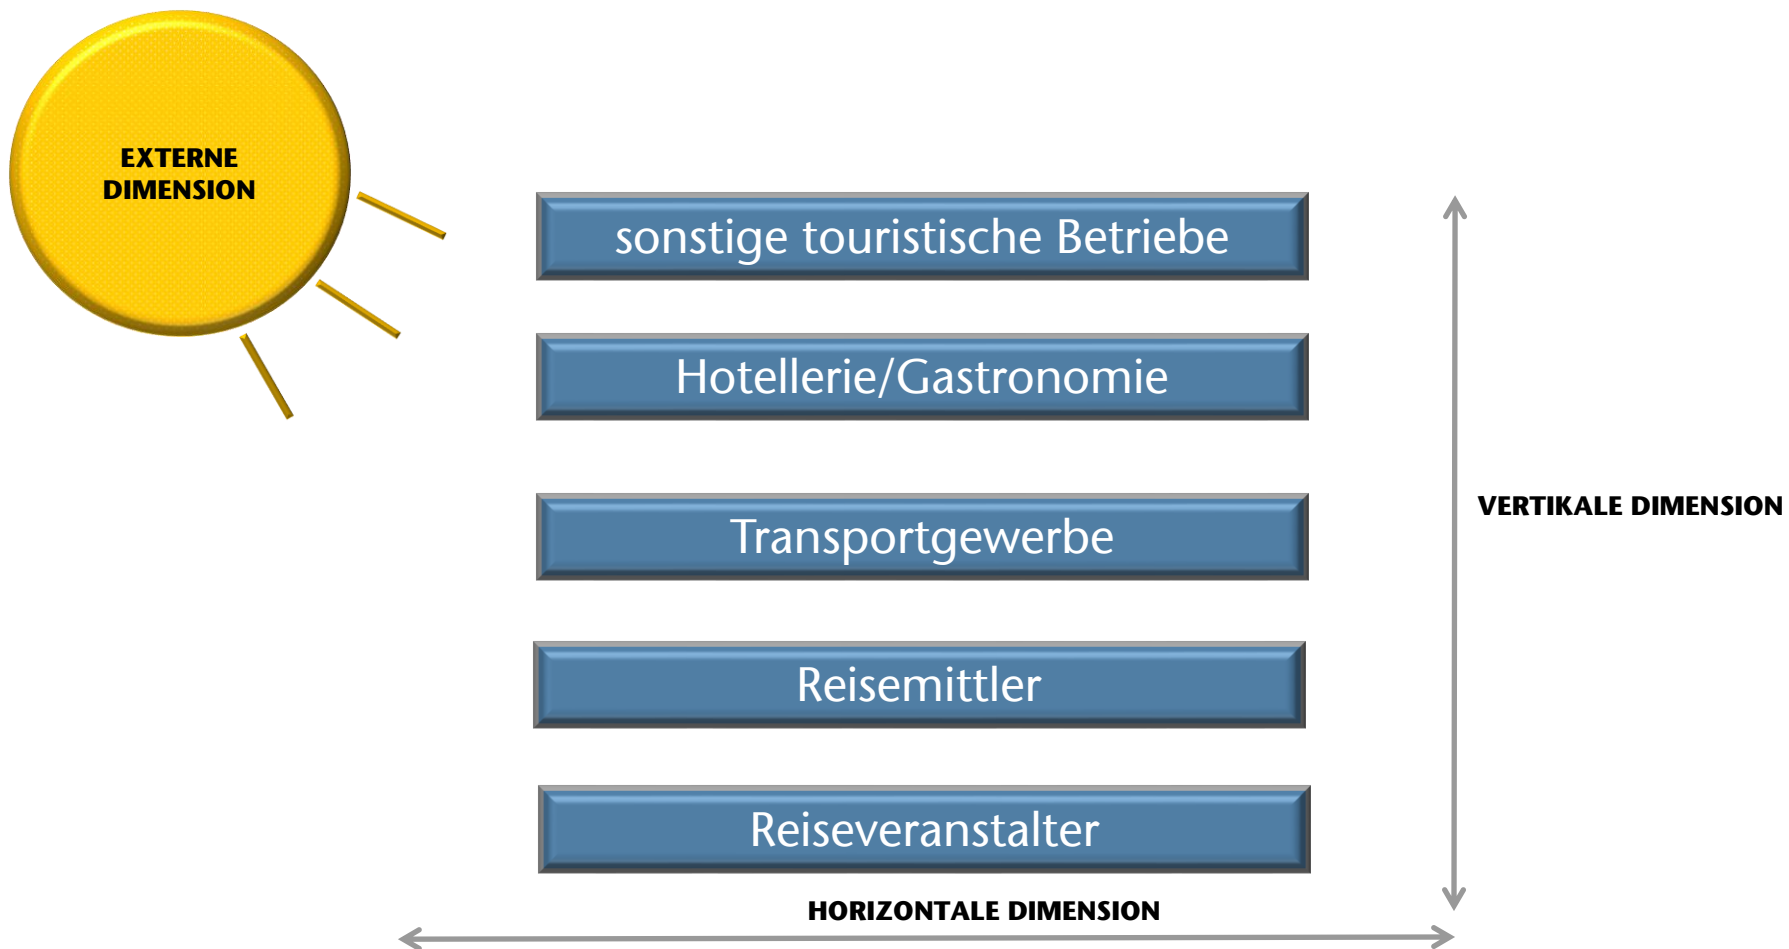 EXTERNE
DIMENSION
sonstige touristische Betriebe
Hotellerie/Gastronomie
Transportgewerbe
VERTIKALE DIMENSION
Reisemittler
Reiseveranstalter
HORIZONTALE DIMENSION